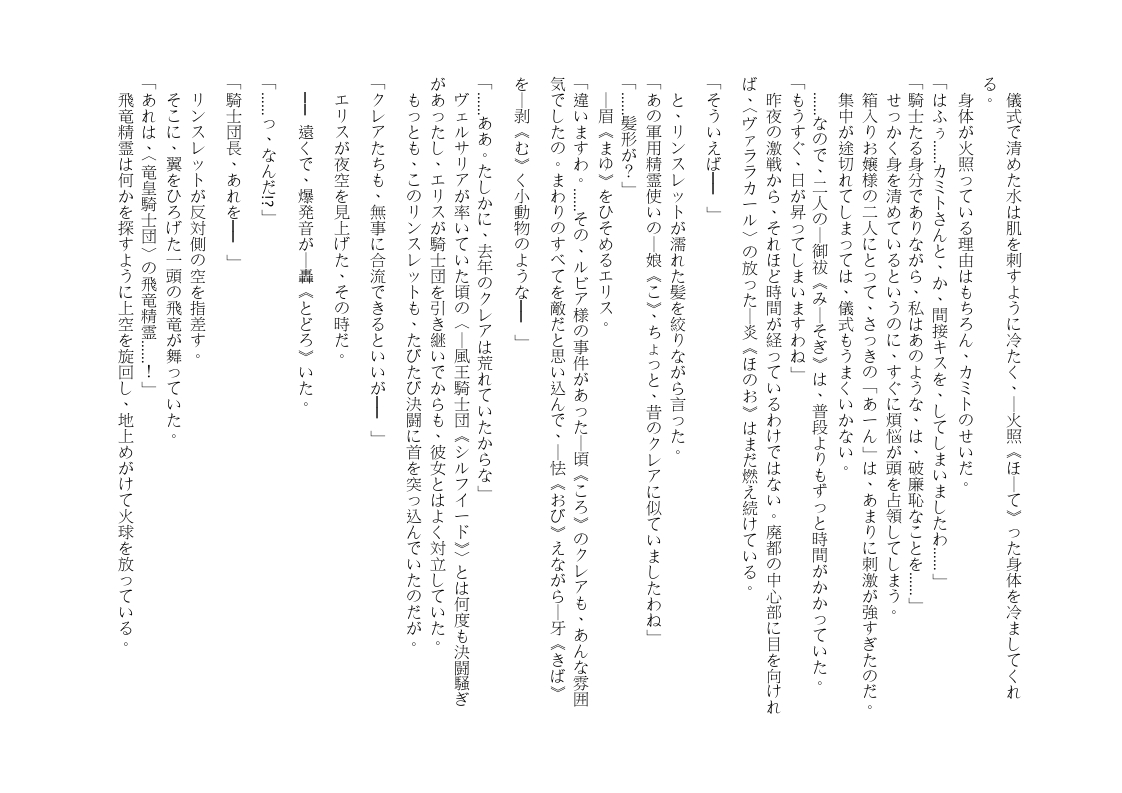 儀式で清めた水は肌を刺すように冷たく、―火照《ほ―て》った身体を冷ましてくれ
る。
　身体が火照っている理由はもちろん、カミトのせいだ。
「はふぅ……カミトさんと、か、間接キスを、してしまいましたわ……」
「騎士たる身分でありながら、私はあのような、は、破廉恥なことを……」
　せっかく身を清めているというのに、すぐに煩悩が頭を占領してしまう。
　箱入りお嬢様の二人にとって、さっきの「あーん」は、あまりに刺激が強すぎたのだ。
　集中が途切れてしまっては、儀式もうまくいかない。
　……なので、二人の―御祓《み―そぎ》は、普段よりもずっと時間がかかっていた。
「もうすぐ、日が昇ってしまいますわね」
　昨夜の激戦から、それほど時間が経っているわけではない。廃都の中心部に目を向けれ
ば、〈ヴァララカール〉の放った―炎《ほのお》はまだ燃え続けている。
「そういえば━━」
　と、リンスレットが濡れた髪を絞りながら言った。
「あの軍用精霊使いの―娘《こ》、ちょっと、昔のクレアに似ていましたわね」
「……髪形が？」
　―眉《まゆ》をひそめるエリス。
「違いますわ。……その、ルビア様の事件があった―頃《ころ》のクレアも、あんな雰囲
気でしたの。まわりのすべてを敵だと思い込んで、―怯《おび》えながら―牙《きば》
を―剥《む》く小動物のような━━」
「……ああ。たしかに、去年のクレアは荒れていたからな」
　ヴェルサリアが率いていた頃の〈―風王騎士団《シルフィード》〉とは何度も決闘騒ぎ
があったし、エリスが騎士団を引き継いでからも、彼女とはよく対立していた。
　もっとも、このリンスレットも、たびたび決闘に首を突っ込んでいたのだが。
「クレアたちも、無事に合流できるといいが━━」
　エリスが夜空を見上げた、その時だ。
　━━遠くで、爆発音が―轟《とどろ》いた。
「……っ、なんだ!?」
「騎士団長、あれを━━」
　リンスレットが反対側の空を指差す。
　そこに、翼をひろげた一頭の飛竜が舞っていた。
「あれは、〈竜皇騎士団〉の飛竜精霊……！」
　飛竜精霊は何かを探すように上空を旋回し、地上めがけて火球を放っている。